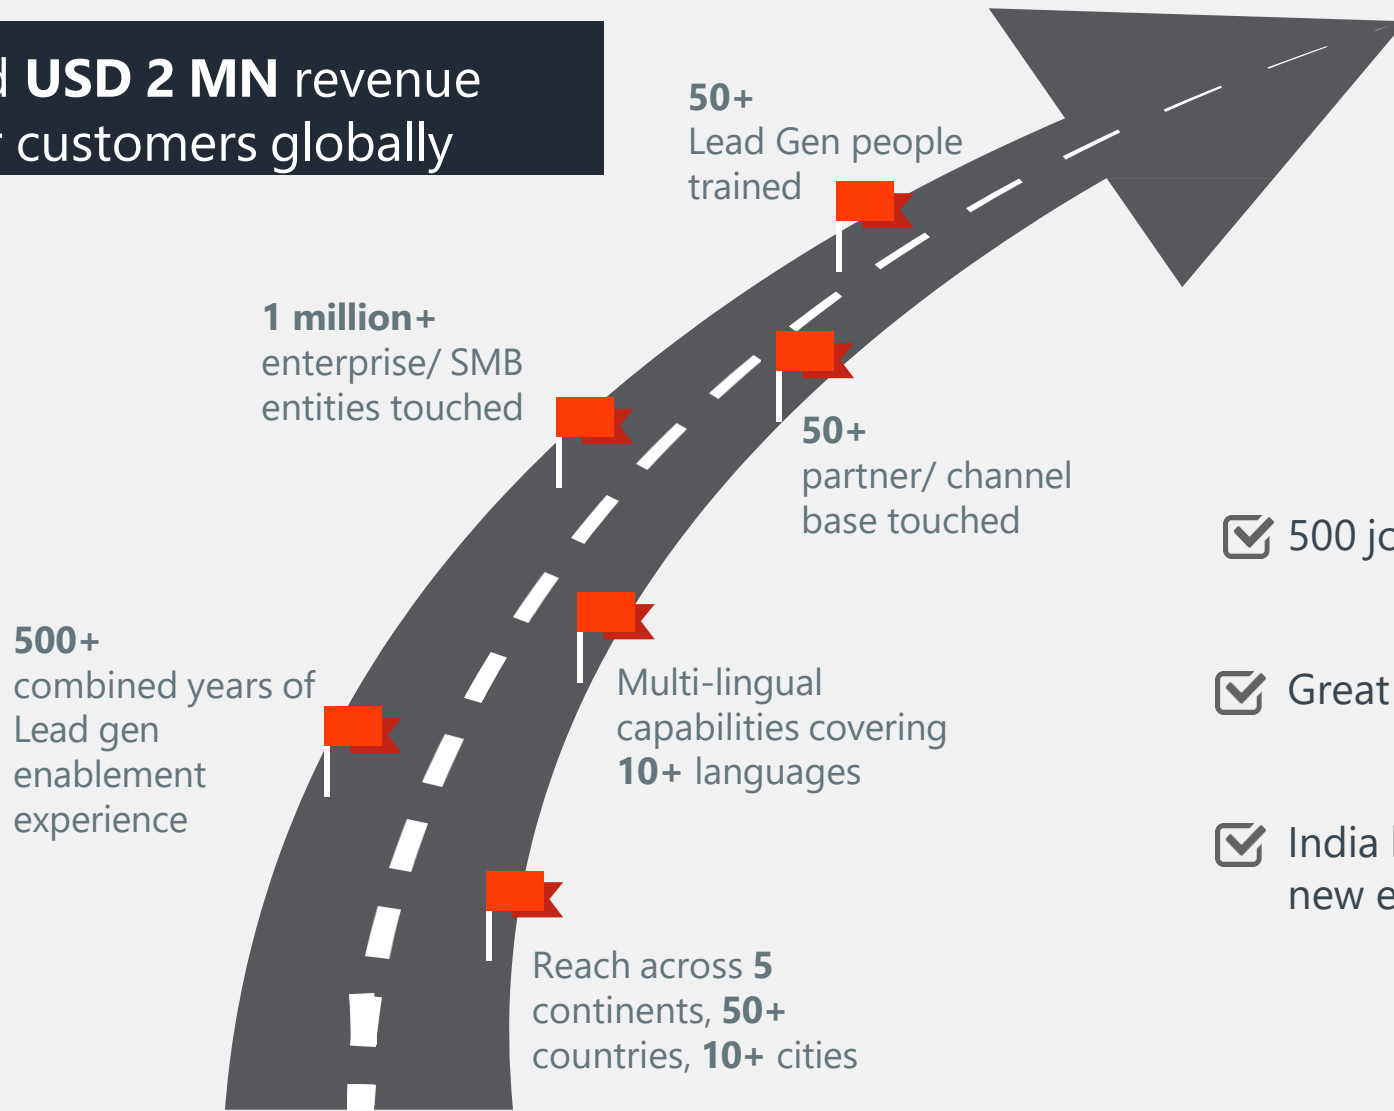 USD 2 MN revenue
customers globally
50+
Lead Gen people
trained
1 million+
enterprise/ SMB
entities touched
50+
partner/ channel
base touched
500+
combined years of
Lead gen
enablement
experience
Multi-lingual
capabilities covering
10+ languages
Reach across 5
continents, 50+
countries, 10+ cities
500
Great
India
new